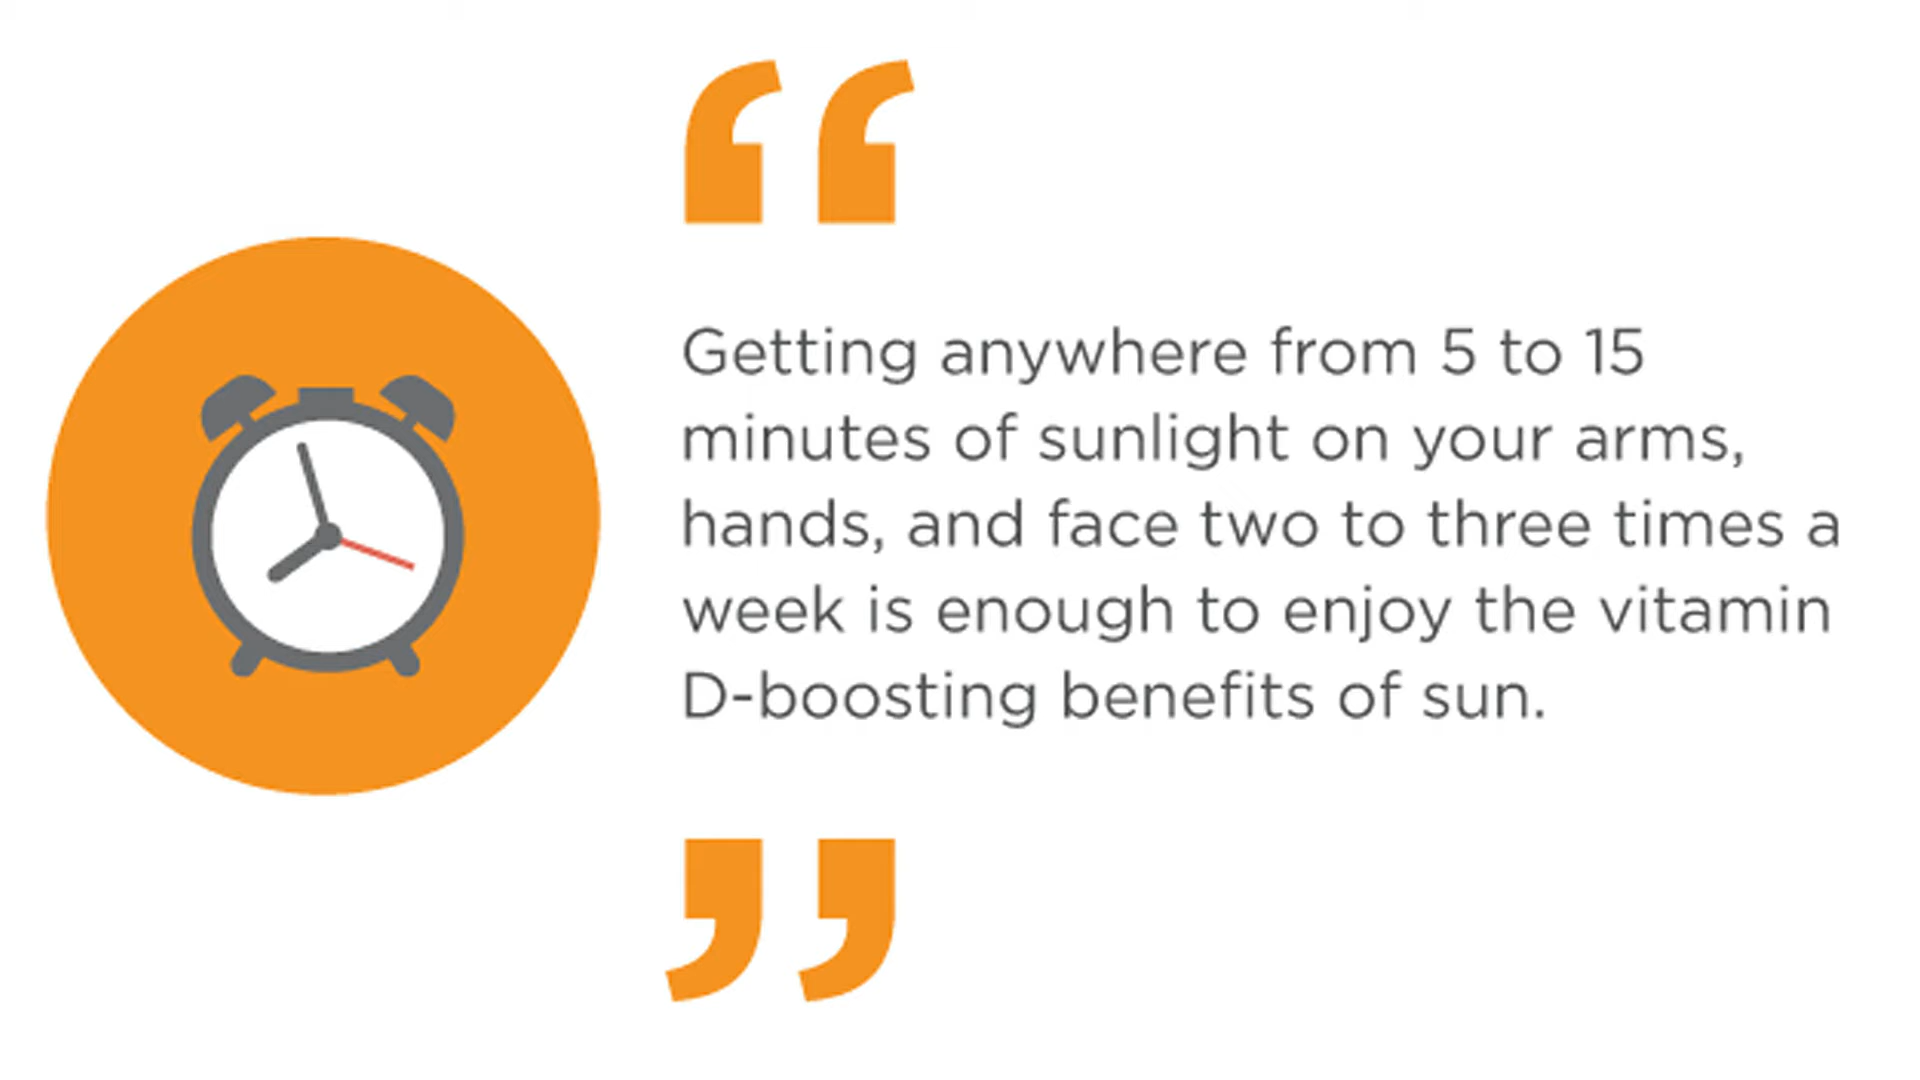 “
Getting anywhere from 5 to 15
minutes of sunlight on your arms,
hands, and face two to three times a
week is enough to enjoy the vitamin
D-boosting benefits of sun.
”